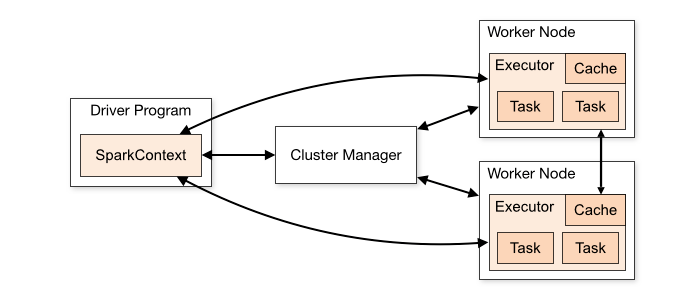 Driver Program
SparkContext
Cluster Manager
Worker Node
Executor
Cache
Task
Task
Worker Node
Executor
Cache
Task
Task